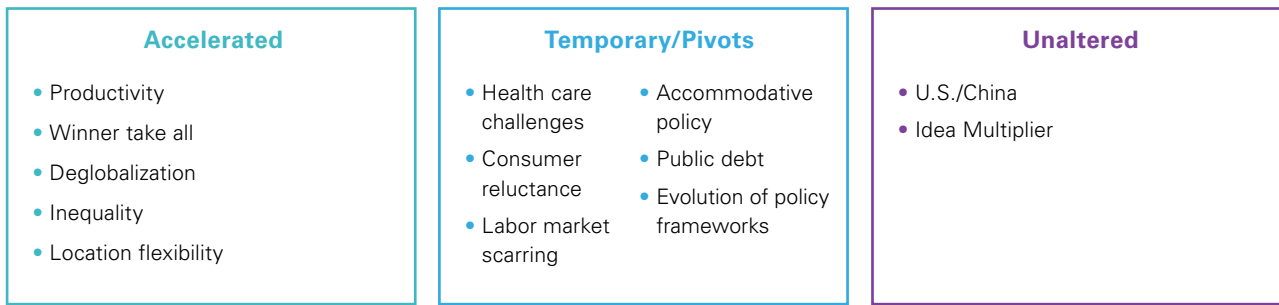 Accelerated
• Productivity
• Winner take all
• Deglobalization
• Inequality
• Location flexibility
Temporary/Pivots
• Health care
challenges
• Consumer
reluctance
• Labor market
scarring
• Accommodative
policy
• Public debt
• Evolution of policy
frameworks
Unaltered
• U.S./China
• Idea Multiplier